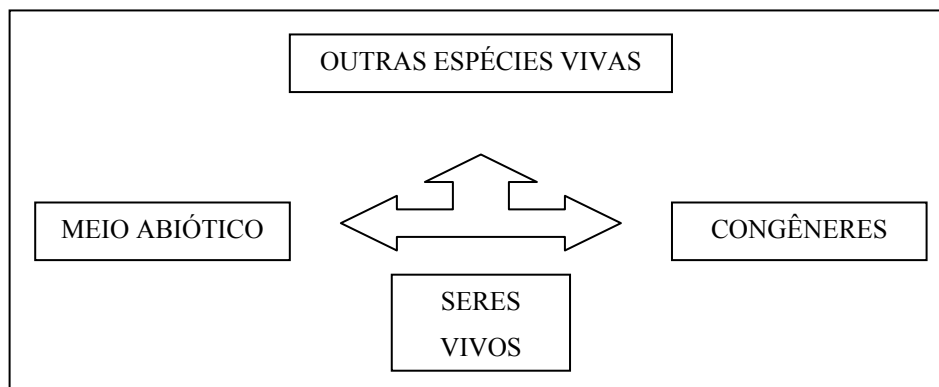 OUTRAS ESPÉCIES VIVAS
MEIO ABIÓTICO
CONGÊNERES
SERES
VIVOS